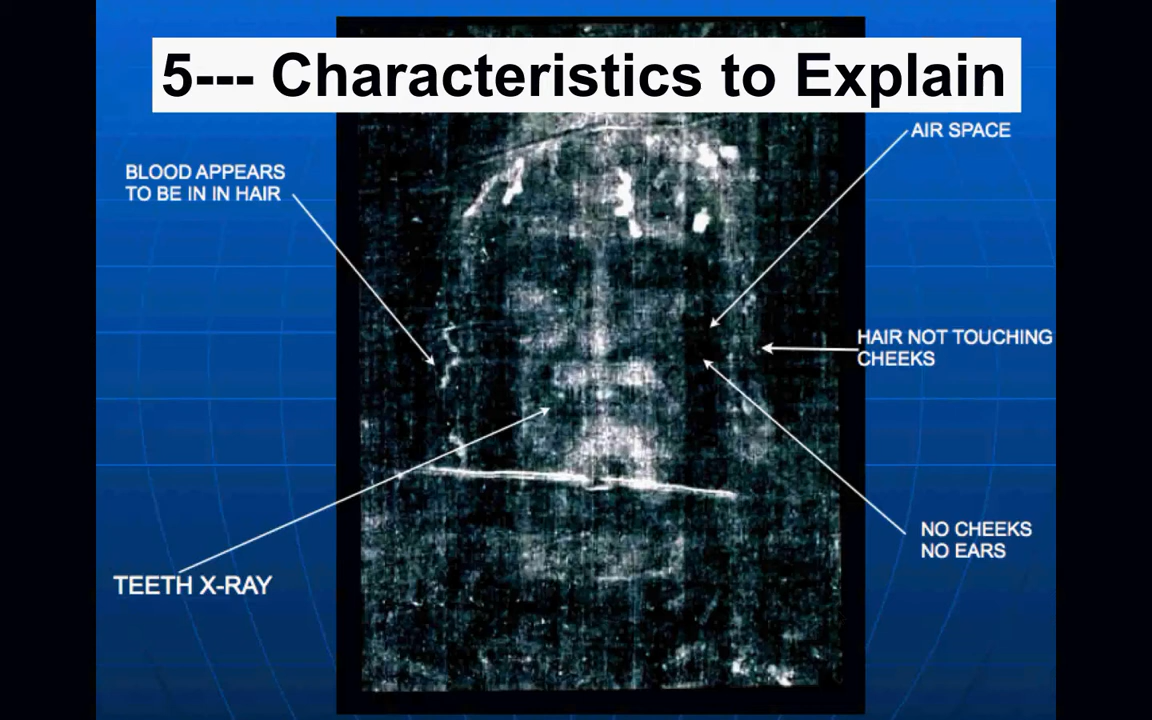 5--- Characteristics to Explain
AIR SPACE
BLOOD APPEARS
TO BE IN IN HAIR
HAIR NOT TOUCHING
CHEEKS
NO CHEEKS
NO EARS
TEETH X-RAY